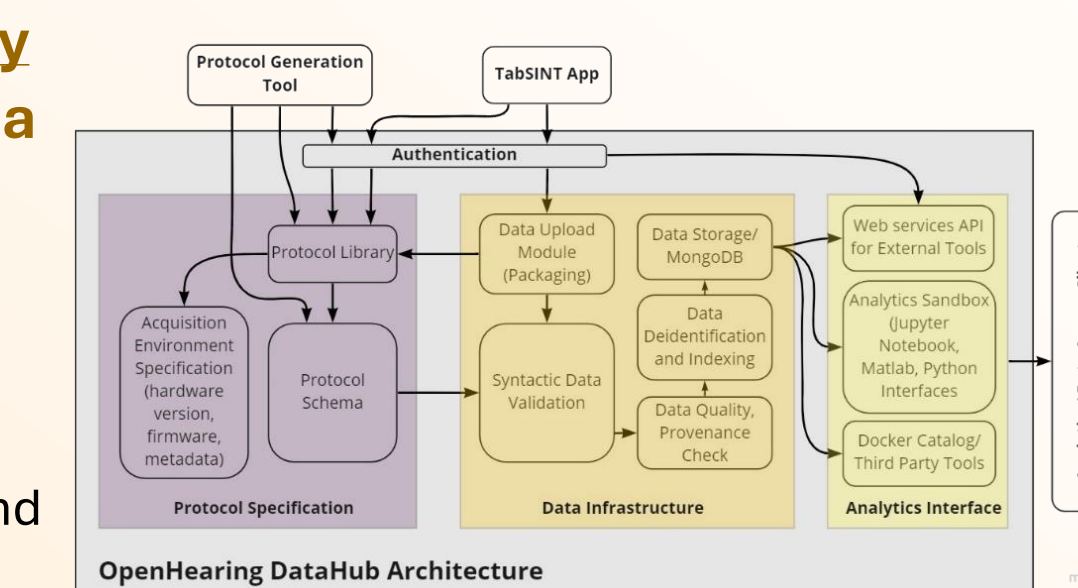 y
a
nd
Protocol Generation
Tool
TabSINT App
Authentication
Protocol Library
Acquisition
Environment
Specification
(hardware
version,
firmware,
metadata)
Protocol
Schema
Protocol Specification
Data Upload
Module
(Packaging)
Syntactic Data
Validation
Data Storage/
MongoDB
Data
Deidentification
and Indexing
Data Quality,
Provenance
Check
Data Infrastructure
Web services API
for External Tools
Analytics Sandbox
(Jupyter
Notebook,
Matlab, Python
Interfaces
Docker Catalog/
Third Party Tools
Analytics Interface
OpenHearing DataHub Architecture